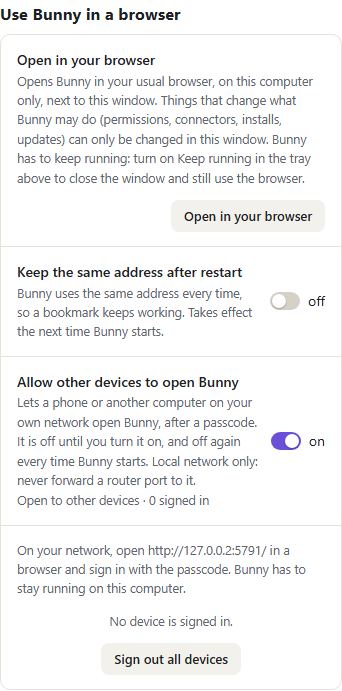 Use Bunny in a browser
Open in your browser
Opens Bunny in your usual browser, on this computer
only, next to this window. Things that change what
Bunny may do (permissions, connectors, installs,
updates) can only be changed in this window. Bunny
has to keep running: turn on Keep running in the tray
above to close the window and still use the browser.
Open in your browser
Keep the same address after restart
Bunny uses the same address every time,
so a bookmark keeps working. Takes effect
the next time Bunny starts.
off
Allow other devices to open Bunny
Lets a phone or another computer on your
own network open Bunny, after a passcode.
It is off until you turn it on, and off again
every time Bunny starts. Local network only:
never forward a router port to it.
Open to other devices · 0 signed in
on
On your network, open http://127.0.0.2:5791/ in a
browser and sign in with the passcode. Bunny has to
stay running on this computer.
No device is signed in.
Sign out all devices